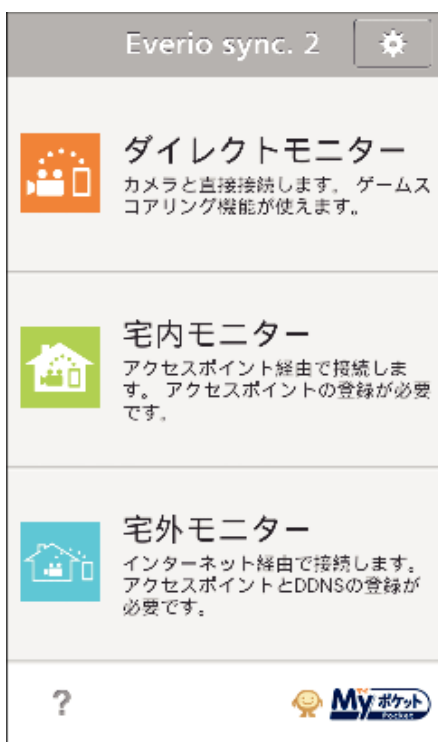 Everio sync. 2
ダイレクトモニター
カメラと直接接続します。 ゲームス
コアリング機能が使えます。
宅内モニター
アクセスポイント経由で接続しま
す。 アクセスポイントの登録が必要
です。
宅外モニター
インターネット経由で接続します。
アクセスポイントとDDNSの登録が
必要です。
?
Myポケット
Pocket